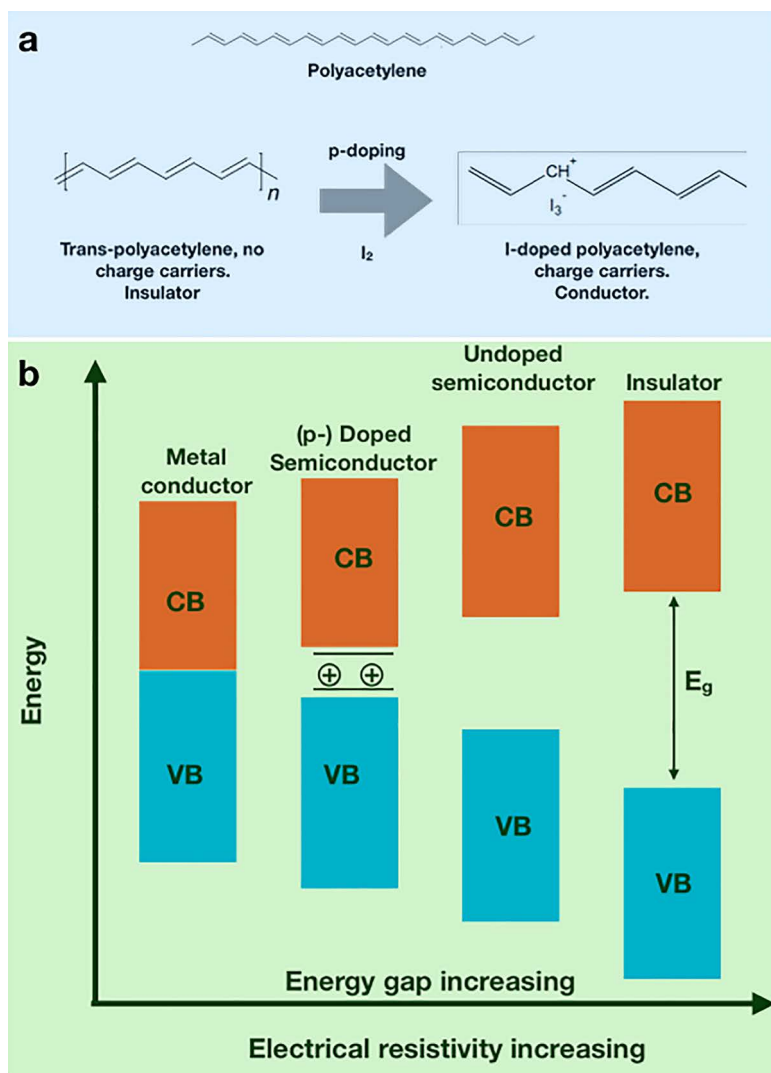 a
Polyacetylene
n
Trans-polyacetylene, no
charge carriers.
Insulator
p-doping
I₂
CH⁺
I₃⁻
I-doped polyacetylene,
charge carriers.
Conductor.
b
Energy
Metal
conductor
CB
VB
(p-) Doped
Semiconductor
CB
VB
Undoped
semiconductor
CB
VB
Insulator
CB
E₉
VB
Energy gap increasing
Electrical resistivity increasing